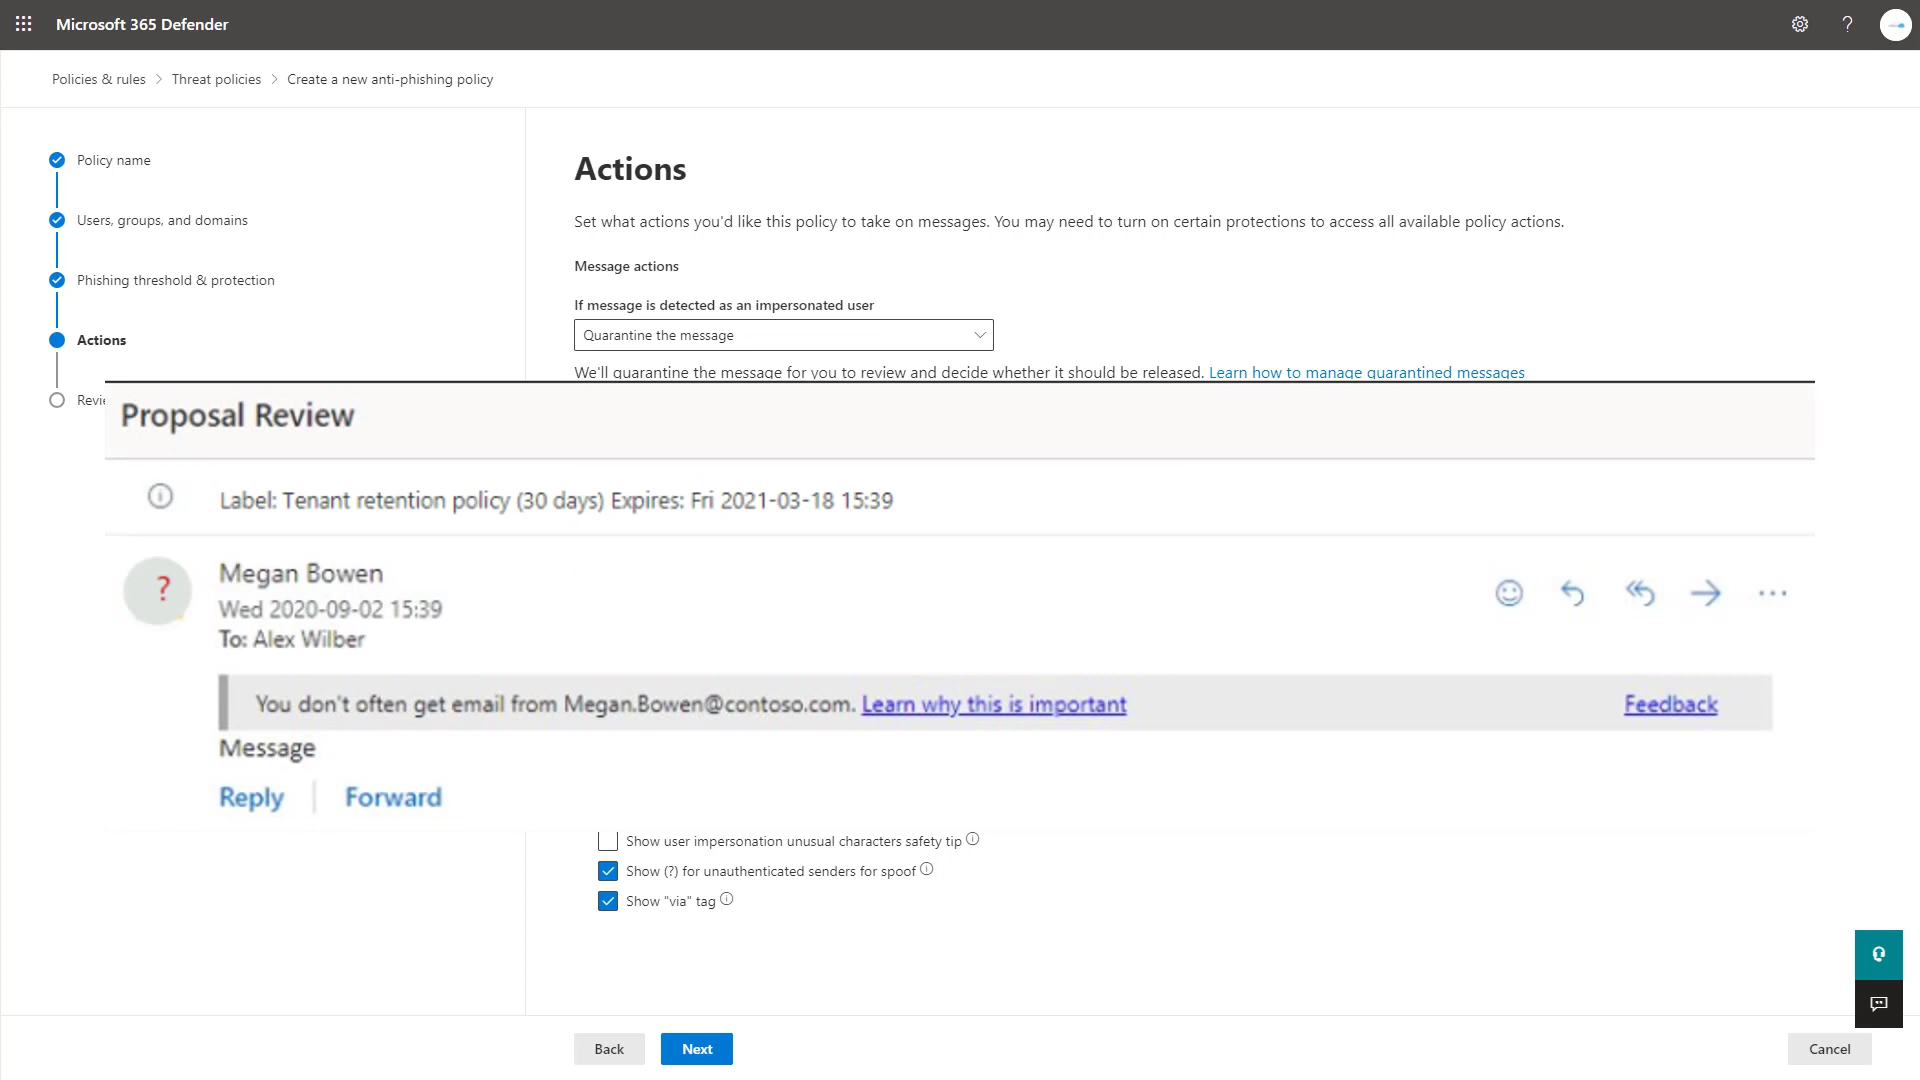 Microsoft 365 Defender
?
Policies & rules > Threat policies > Create a new anti-phishing policy
Policy name
Users, groups, and domains
Phishing threshold & protection
Actions
Actions
Set what actions you'd like this policy to take on messages. You may need to turn on certain protections to access all available policy actions.
Message actions
If message is detected as an impersonated user
Quarantine the message
We'll quarantine the message for you to review and decide whether it should be released. Learn how to manage quarantined messages
Revie
Proposal Review
Label: Tenant retention policy (30 days) Expires: Fri 2021-03-18 15:39
?
Megan Bowen
Wed 2020-09-02 15:39
To: Alex Wilber
You don't often get email from Megan.Bowen@contoso.com. Learn why this is important Feedback
Message
Reply | Forward
Show user impersonation unusual characters safety tip
Show (?) for unauthenticated senders for spoof
Show "via" tag
Back Next Cancel